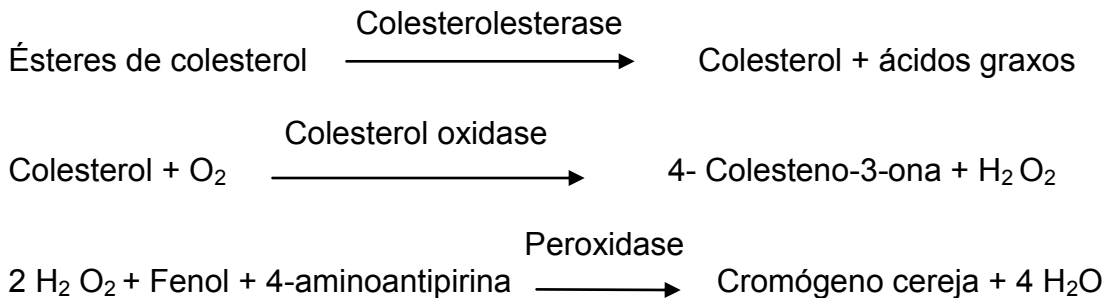 Colesterolesterase
Ésteres de colesterol Colesterol + ácidos graxos
Colesterol oxidase
Colesterol + O₂ 4- Colesteno-3-ona + H₂ O₂
Peroxidase
2 H₂ O₂ + Fenol + 4-aminoantipirina Cromógeno cereja + 4 H₂O